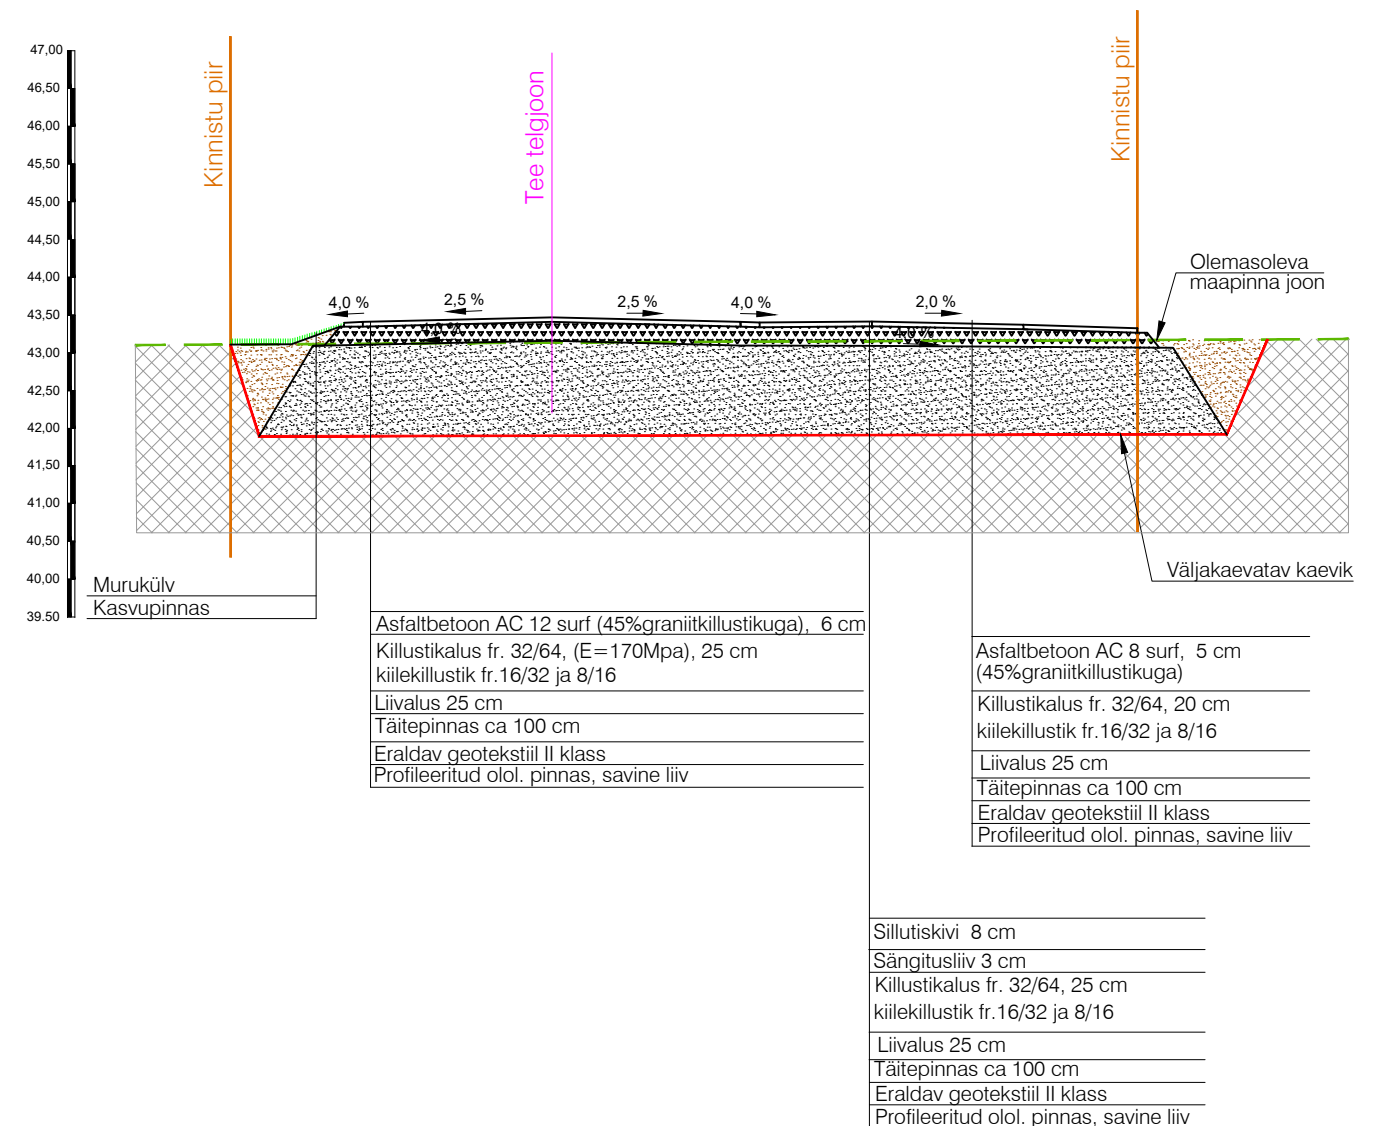 47,00
46,50
46,00
45,50
45,00
44,50
44,00
43,50
43,00
42,50
42,00
41,50
41,00
40,50
40,00
39.50
Kinnistu piir
Tee telgjoon
Kinnistu piir
Olemasoleva
maapinna joon
4,0 %
2,5 %
2,5 %
4,0 %
2,0 %
4,0 %
4,0 %
Väljakaevatav kaevik
Murukülv
Kasvupinnas
Asfaltbetoon AC 12 surf (45%graniitkillustikuga), 6 cm
Killustikalus fr. 32/64, (E=170Mpa), 25 cm
kiilekillustik fr.16/32 ja 8/16
Liivalus 25 cm
Täitepinnas ca 100 cm
Eraldav geotekstiil II klass
Profileeritud olol. pinnas, savine liiv
Asfaltbetoon AC 8 surf, 5 cm
(45%graniitkillustikuga)
Killustikalus fr. 32/64, 20 cm
kiilekillustik fr.16/32 ja 8/16
Liivalus 25 cm
Täitepinnas ca 100 cm
Eraldav geotekstiil II klass
Profileeritud olol. pinnas, savine liiv
Sillutiskivi 8 cm
Sängitusliiv 3 cm
Killustikalus fr. 32/64, 25 cm
kiilekillustik fr.16/32 ja 8/16
Liivalus 25 cm
Täitepinnas ca 100 cm
Eraldav geotekstiil II klass
Profileeritud olol. pinnas, savine liiv